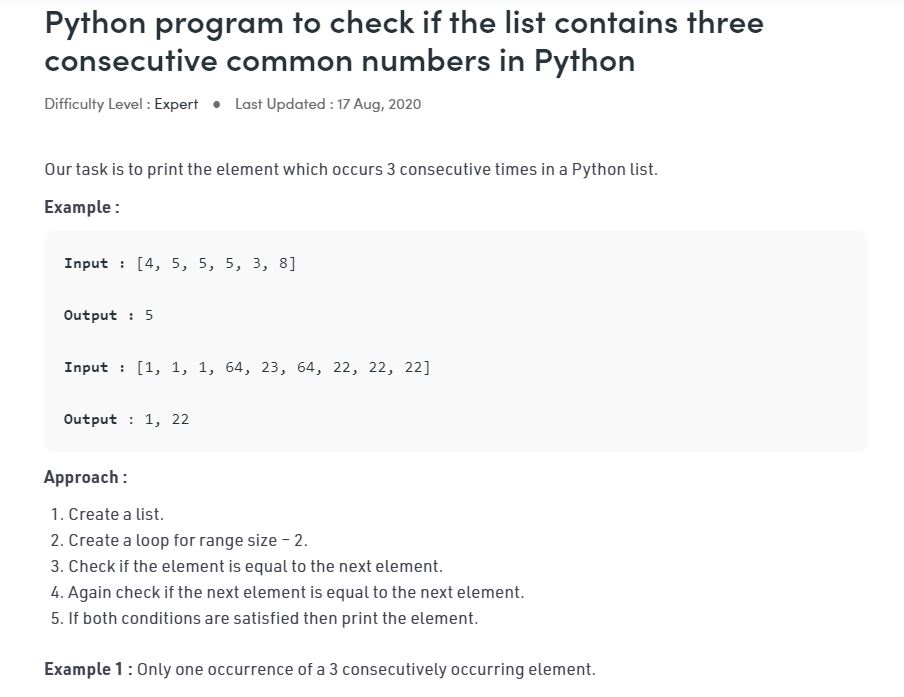 Python program to check if the list contains three
consecutive common numbers in Python
Difficulty Level : Expert ● Last Updated : 17 Aug, 2020
Our task is to print the element which occurs 3 consecutive times in a Python list.
Example :
Input : [4, 5, 5, 5, 3, 8]
Output : 5
Input : [1, 1, 1, 64, 23, 64, 22, 22, 22]
Output : 1, 22
Approach :
1. Create a list.
2. Create a loop for range size – 2.
3. Check if the element is equal to the next element.
4. Again check if the next element is equal to the next element.
5. If both conditions are satisfied then print the element.
Example 1 : Only one occurrence of a 3 consecutively occurring element.